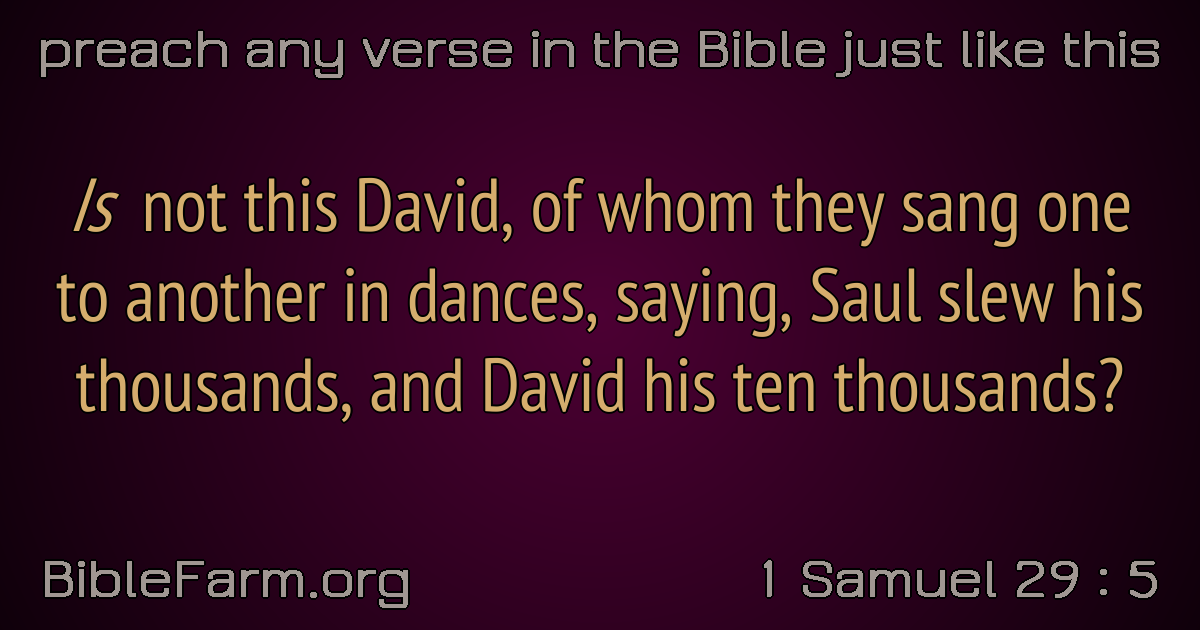 preach any verse in the Bible just like this
Is not this David, of whom they sang one
to another in dances, saying, Saul slew his
thousands, and David his ten thousands?
BibleFarm.org
1 Samuel 29 : 5